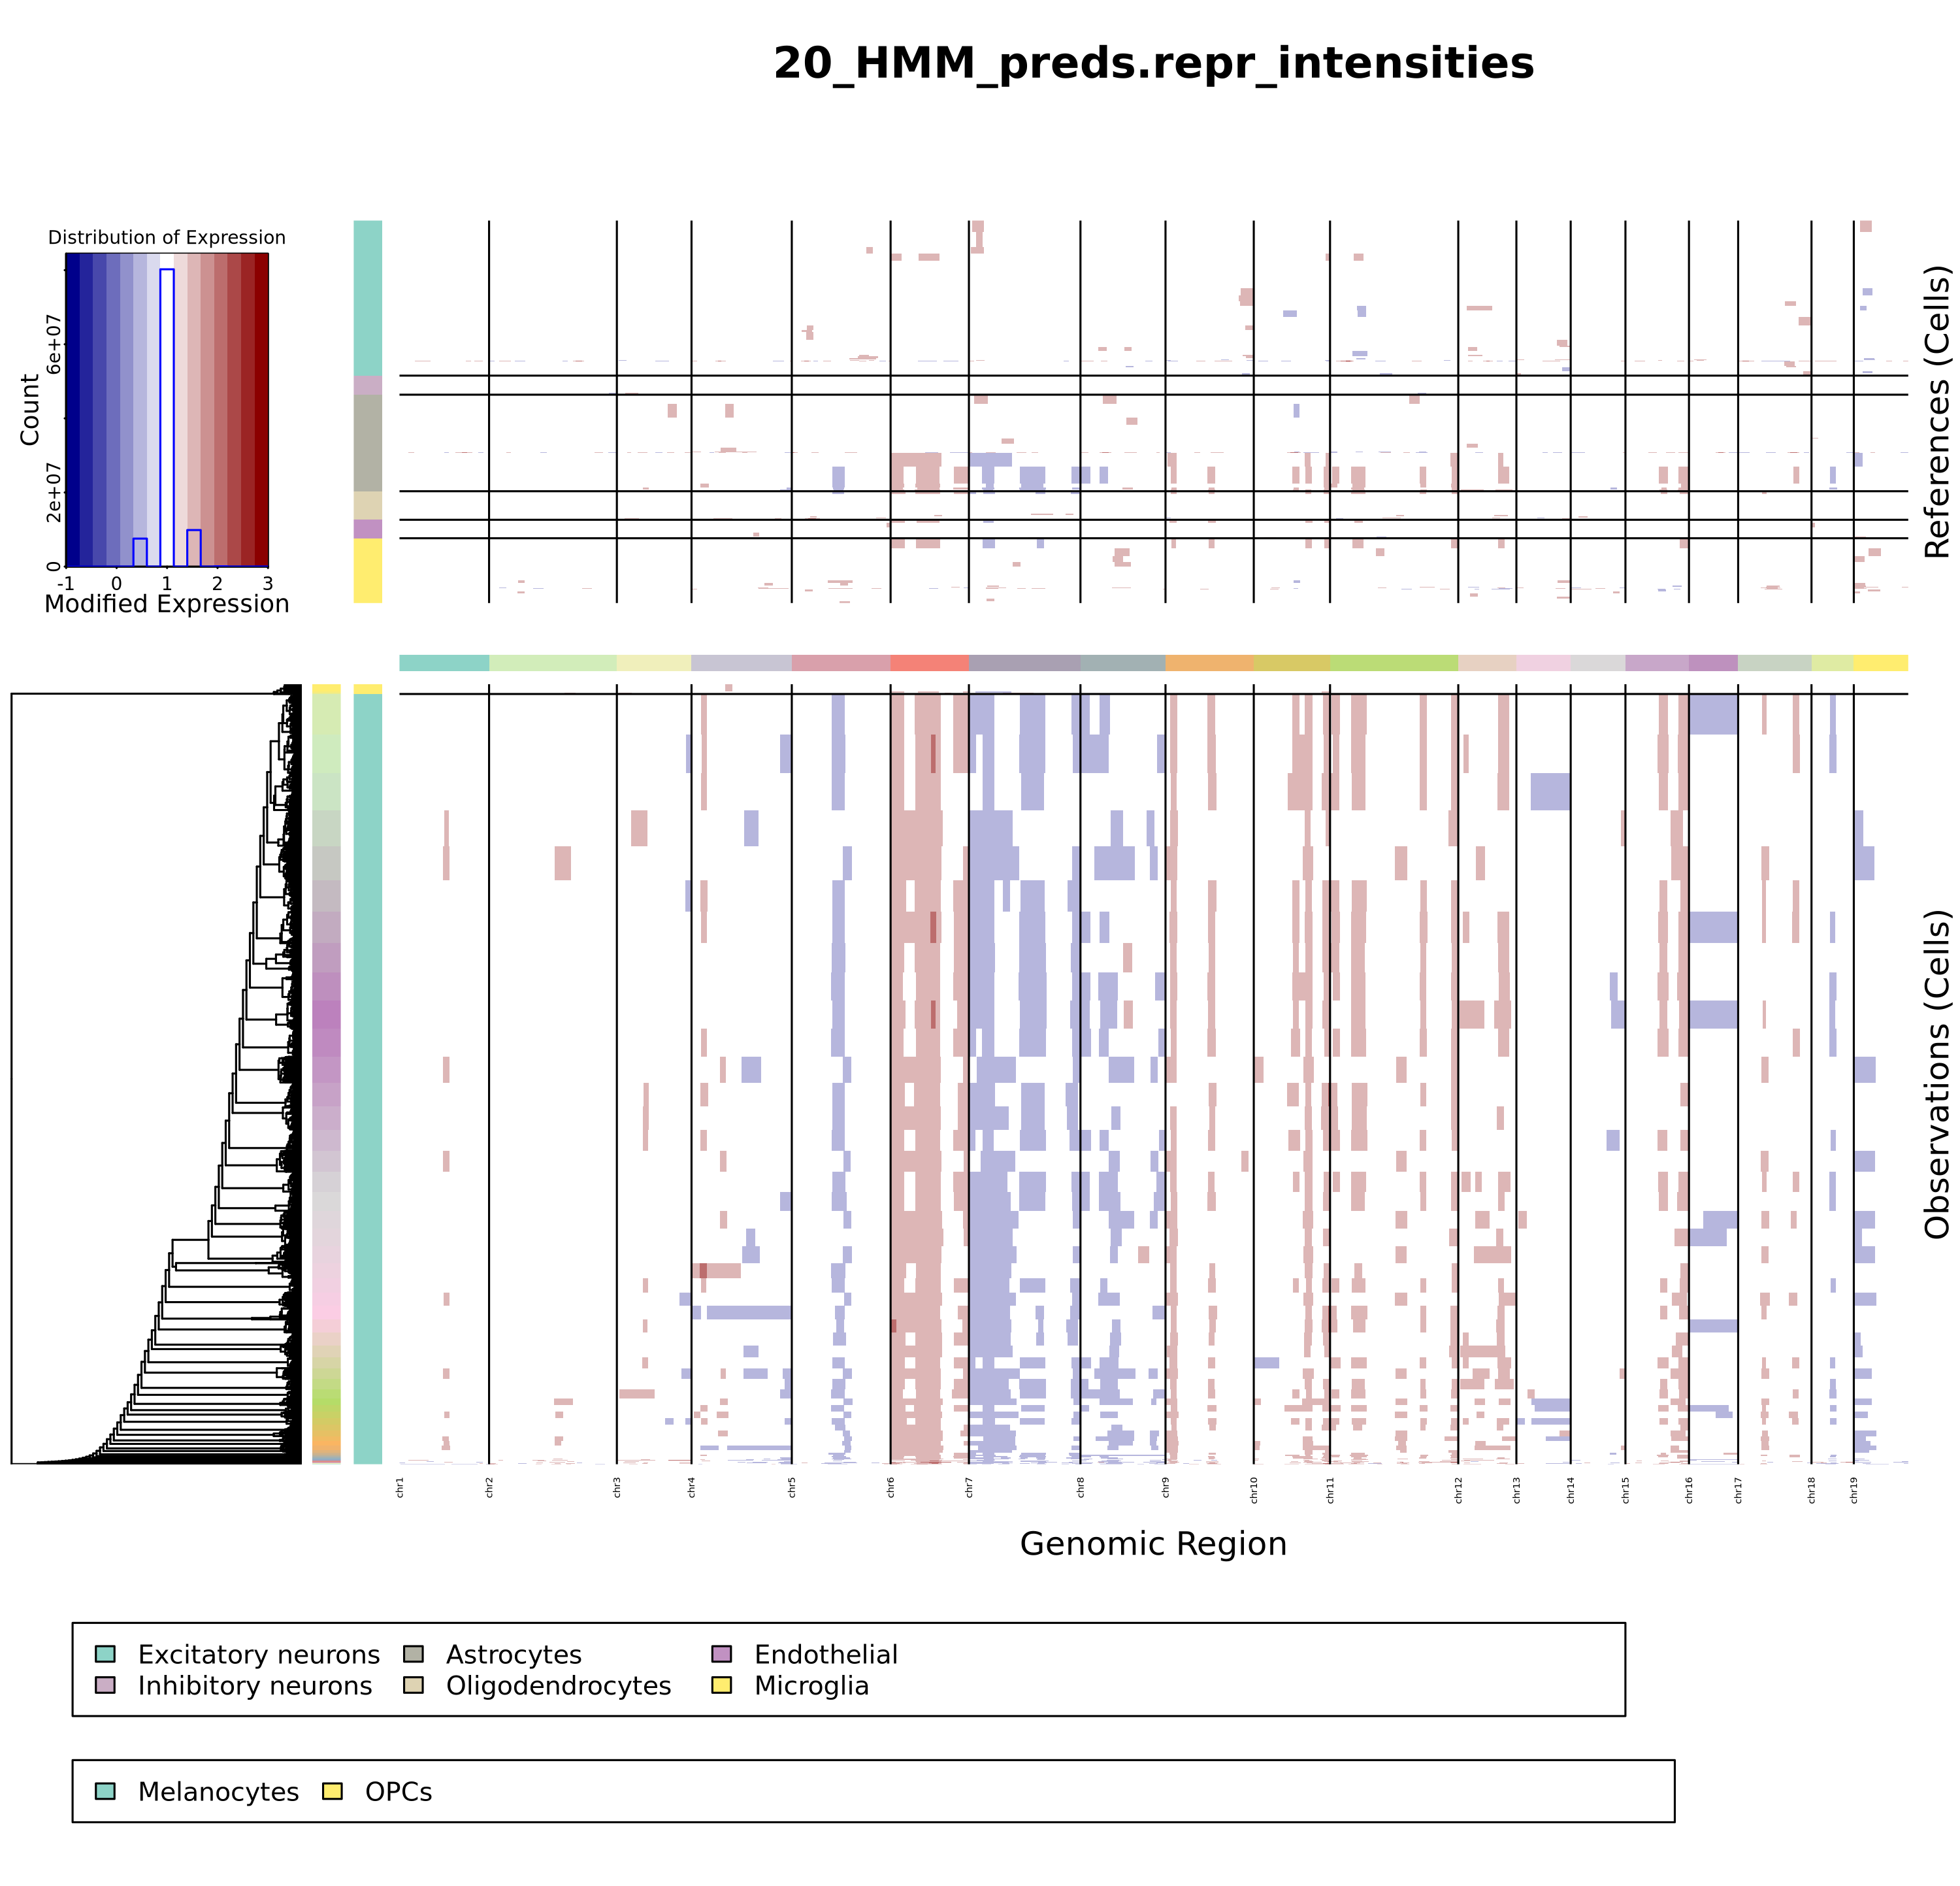 20_HMM_preds.repr_intensities
Distribution of Expression
Count
0
2e+07
6e+07
-1 0 1 2 3
Modified Expression
References (Cells)
Observations (Cells)
chr1 chr2 chr3 chr4 chr5 chr6 chr7 chr8 chr9 chr10 chr11 chr12 chr13 chr14 chr15 chr16 chr17 chr18 chr19
Genomic Region
Excitatory neurons Astrocytes Endothelial
Inhibitory neurons Oligodendrocytes Microglia
Melanocytes OPCs